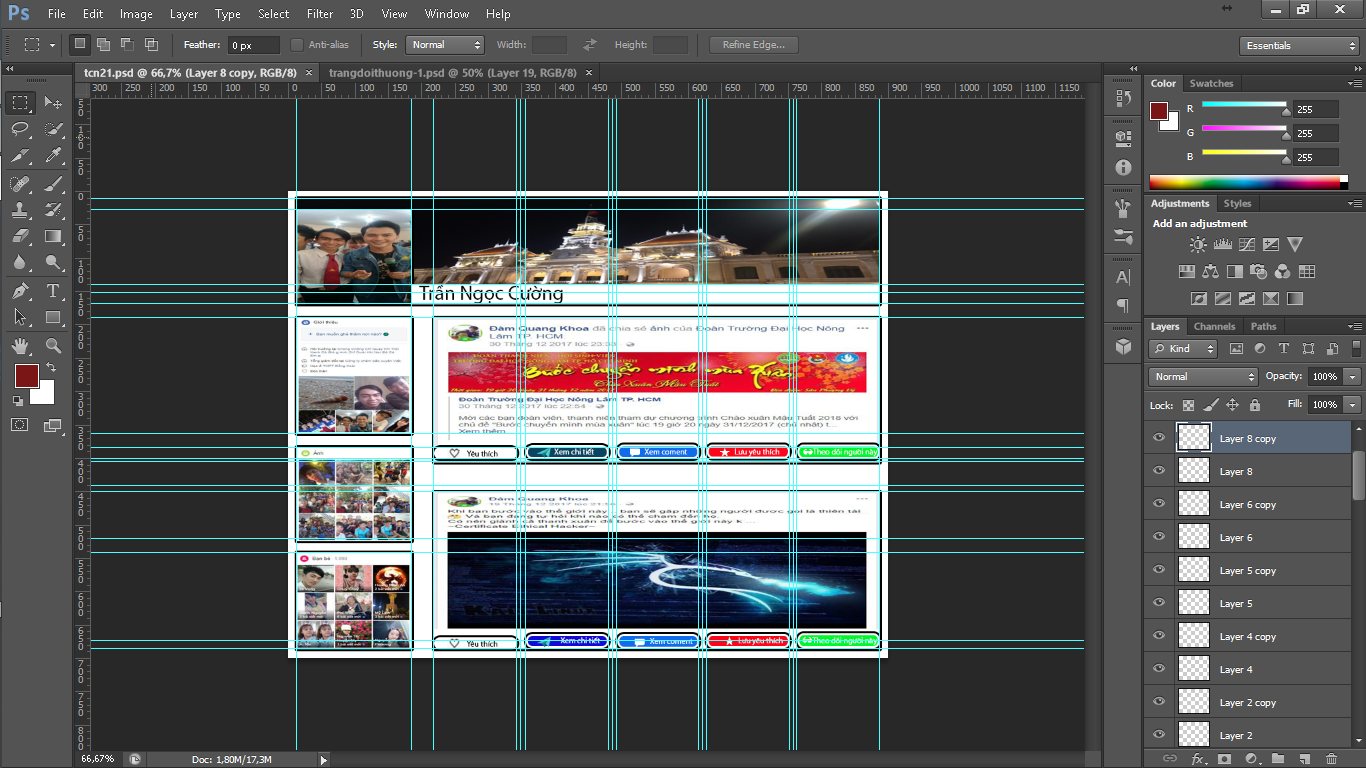 Ps File Edit Image Layer Type Select Filter 3D View Window Help
Feather: 0 px Anti-alias Style: Normal Width: Height: Refine Edge... Essentials
tcn21.psd @ 66,7% (Layer 8 copy, RGB/8) × trangdoithuong-1.psd @ 50% (Layer 19, RGB/8) ×
300 250 200 150 100 50 0 50 100 150 200 250 300 350 400 450 500 550 600 650 700 750 800 850 900 950 1000 1050 1100 1150
Trần Ngọc Cường
Giới thiệu
Đàm Quang Khoa đã chia sẻ ảnh của Đoàn Trường Đại Học Nông
Lâm TP. HCM
30 Tháng 12 2017 lúc 23:38
Bước chuyển mình mùa Xuân
Chào Xuân Mậu Tuất
Đoàn Trường Đại Học Nông Lâm TP. HCM
30 Tháng 12 2017 lúc 22:54
Mời các bạn đoàn viên, thanh niên tham dự chương trình Chào xuân Mậu Tuất 2018 với
chủ đề "Bước chuyển mình mùa xuân" lúc 19 giờ 20 ngày 31/12/2017 (chủ nhật) t...
Xem thêm
Yêu thích Xem chi tiết Xem coment Lưu yêu thích Theo dõi người này
Ảnh
Đàm Quang Khoa
Khi bạn bước vào thế giới này , bạn sẽ gặp những người được gọi là thiên tài
Và bạn đang tự hỏi khi nào có thể chạm đến họ.
Có nên giành cả thanh xuân để bước vào thế giới này k ....
~Certificate Ethical Hacker~
Bạn bè
Yêu thích Xem chi tiết Xem coment Lưu yêu thích Theo dõi người này
66,67% Doc: 1,80M/17,3M
Color Swatches
R 255
G 255
B 255
Adjustments Styles
Add an adjustment
Layers Channels Paths
Kind
Normal Opacity: 100%
Lock: Fill: 100%
Layer 8 copy
Layer 8
Layer 6 copy
Layer 6
Layer 5 copy
Layer 5
Layer 4 copy
Layer 4
Layer 2 copy
Layer 2
fx